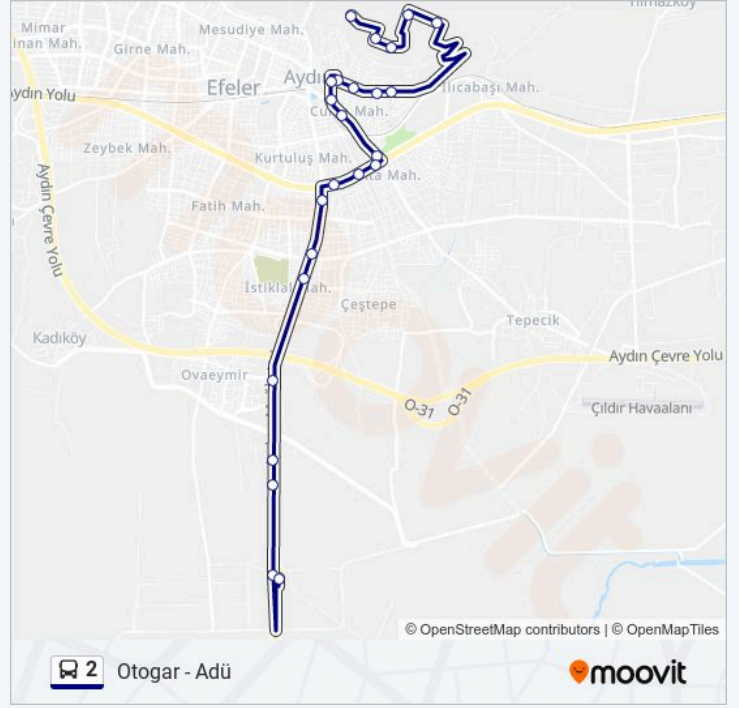 Yılmazköy
Mimar
inan Mah.
Mesudiye Mah.
Girne Mah.
Aydın
Efeler
Ilıcabaşı Mah.
ydın Yolu
Cu
Mah.
Zeybek Mah.
Kurtuluş Mah.
ta Mah.
Aydın Çevre Yolu
Fatih Mah.
İstiklal Mah.
Çeştepe
Tepecik
Kadıköy
Aydın Çevre Yolu
Ovaeymir
O-31
O-31
Çıldır Havaalanı
© OpenStreetMap contributors | © OpenMapTiles
2 Otogar - Adü
moovit